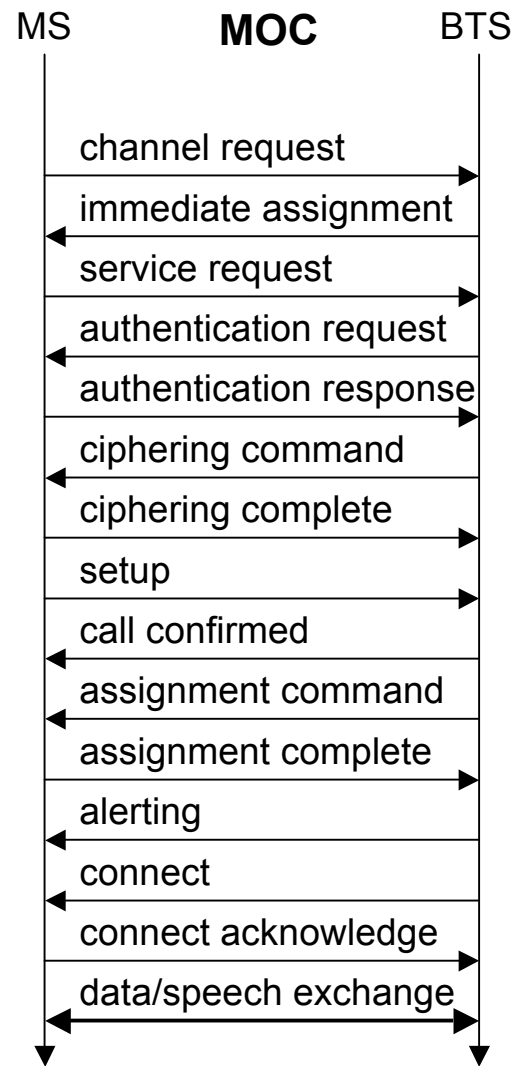 MS MOC BTS
channel request
immediate assignment
service request
authentication request
authentication response
ciphering command
ciphering complete
setup
call confirmed
assignment command
assignment complete
alerting
connect
connect acknowledge
data/speech exchange